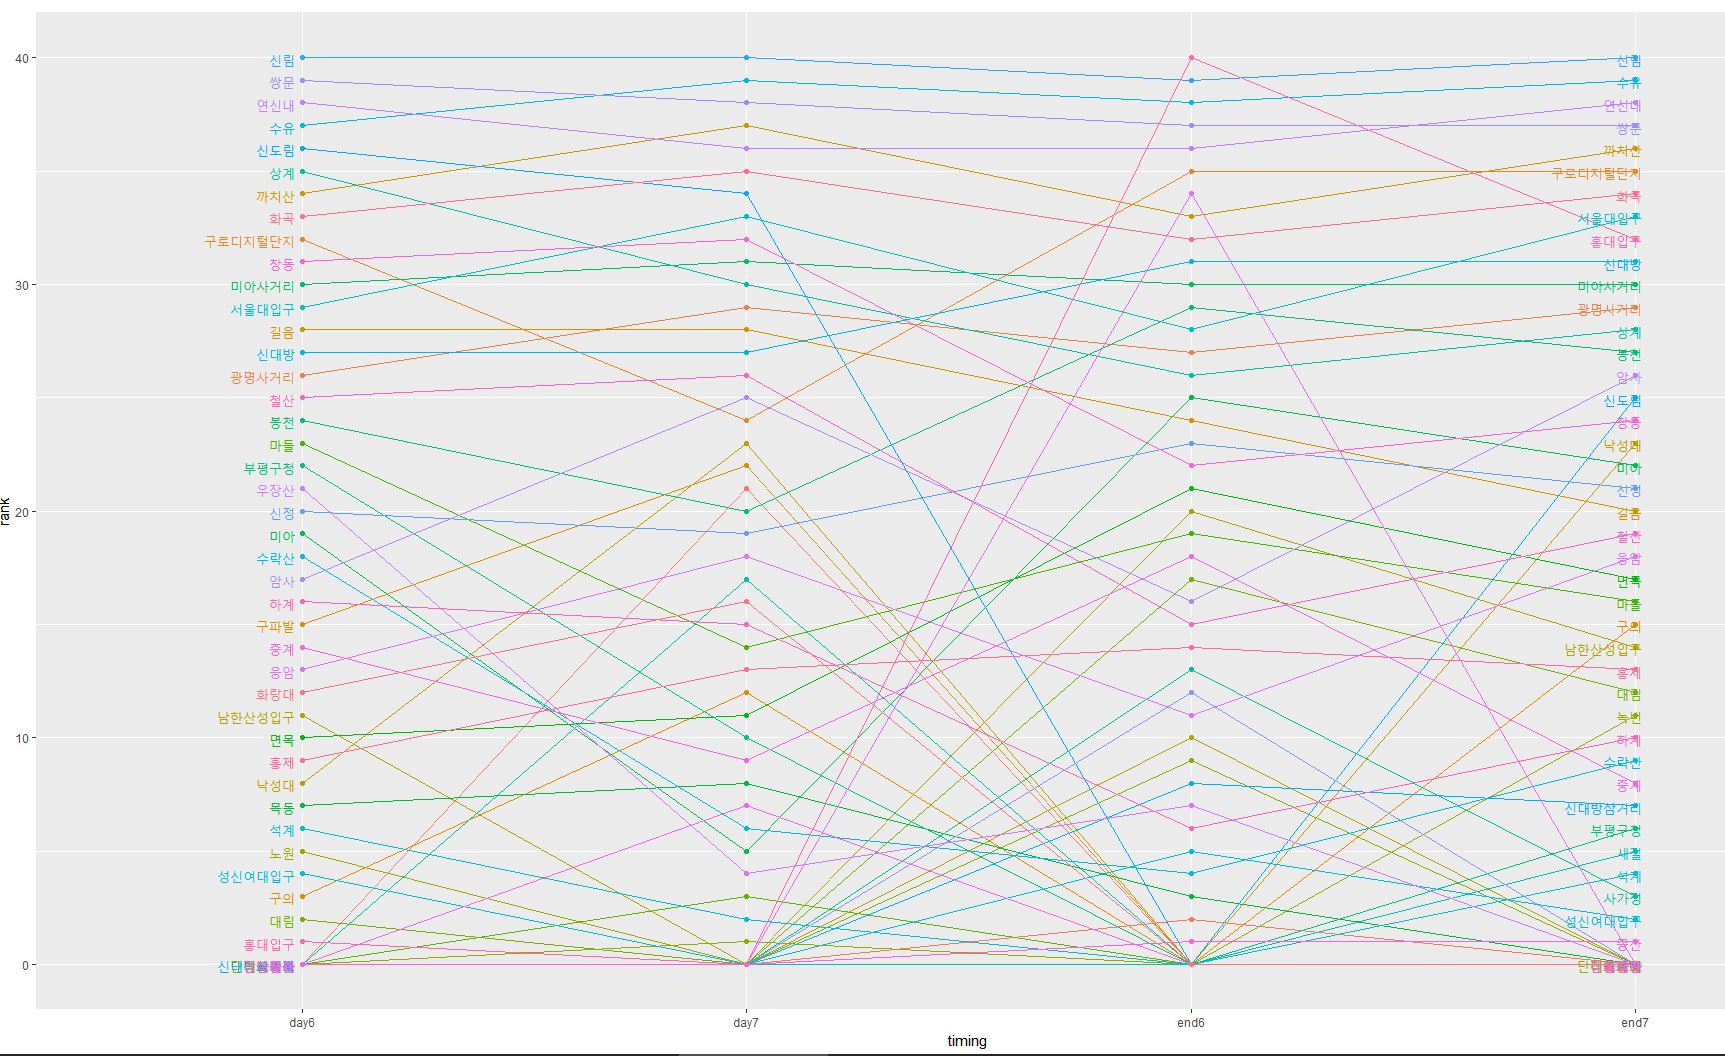 40
신림
신림
쌍문
수유
연신내
연신내
수유
쌍문
신도림
까치산
상계
구로디지털단지
까치산
화곡
화곡
서울대입구
구로디지털단지
홍대입구
창동
신대방
30
미아사거리
미아사거리
서울대입구
광명사거리
길음
상계
신대방
봉천
광명사거리
암사
철산
신도림
봉천
창동
마들
낙성대
부평구청
미아
우장산
신정
20
신정
길음
미아
철산
수락산
응암
암사
면목
하계
마들
구파발
구의
중계
남한산성입구
응암
홍제
화랑대
대림
남한산성입구
녹번
10
면목
하계
홍제
수락산
낙성대
중계
목동
신대방삼거리
석계
부평구청
노원
새절
성신여대입구
석계
구의
사가정
대림
성신여대입구
홍대입구
증산
0
day6
day7
end6
end7
rank
timing